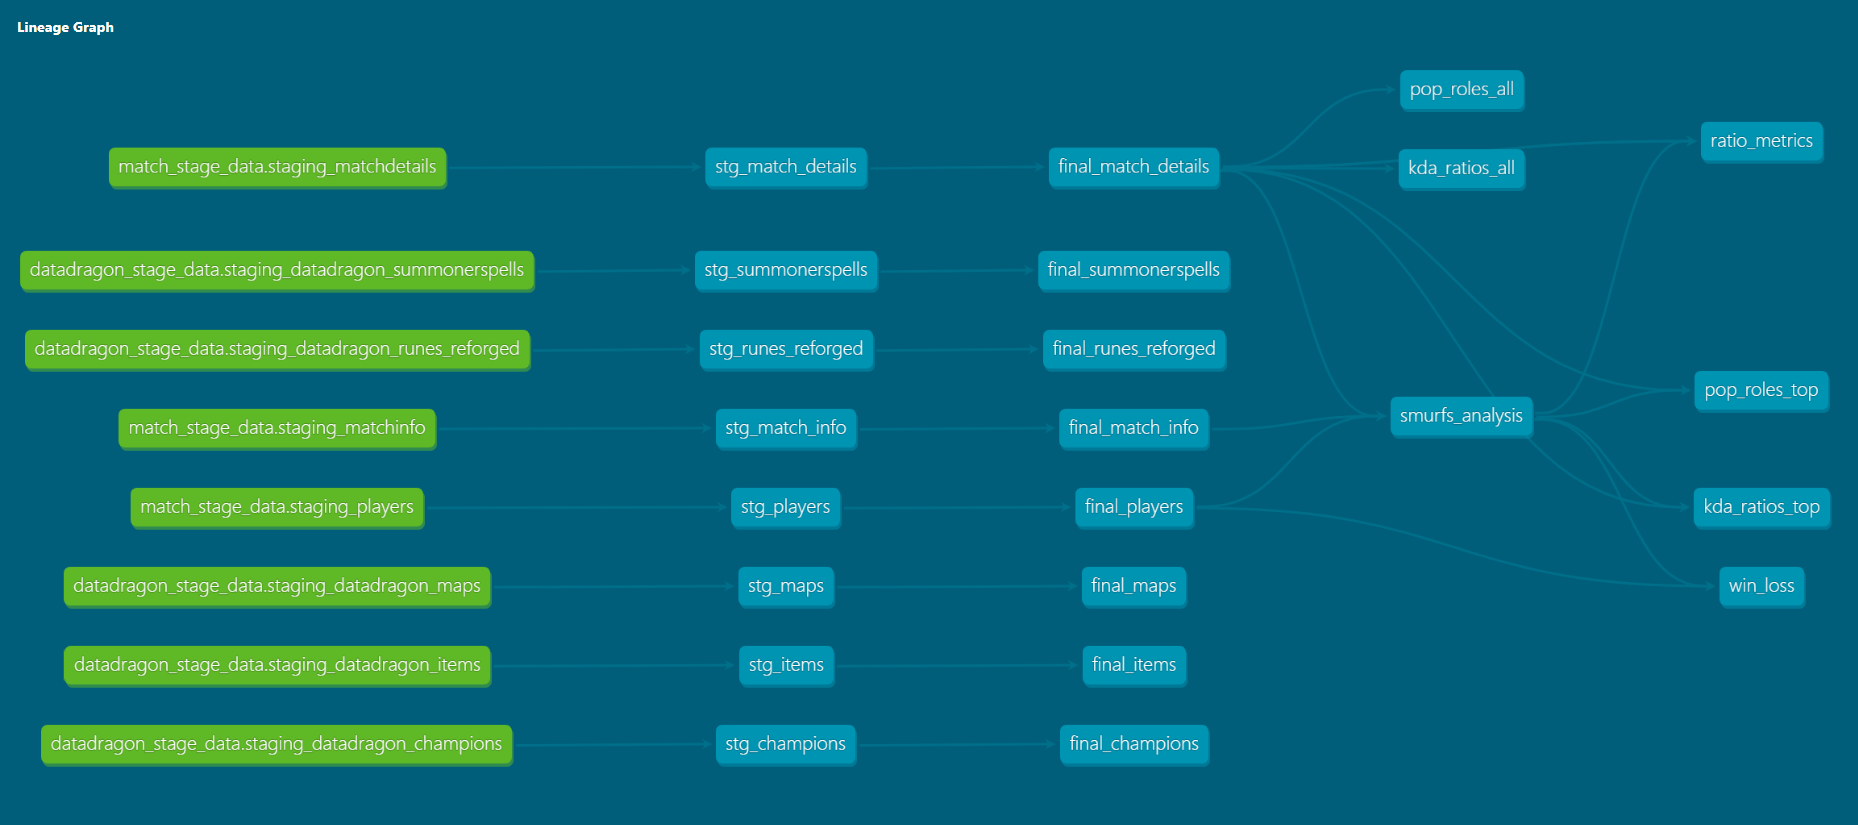 Lineage Graph
pop_roles_all
ratio_metrics
match_stage_data.staging_matchdetails
stg_match_details
final_match_details
kda_ratios_all
datadragon_stage_data.staging_datadragon_summonerspells
stg_summonerspells
final_summonerspells
datadragon_stage_data.staging_datadragon_runes_reforged
stg_runes_reforged
final_runes_reforged
pop_roles_top
smurfs_analysis
match_stage_data.staging_matchinfo
stg_match_info
final_match_info
match_stage_data.staging_players
stg_players
final_players
kda_ratios_top
datadragon_stage_data.staging_datadragon_maps
stg_maps
final_maps
win_loss
datadragon_stage_data.staging_datadragon_items
stg_items
final_items
datadragon_stage_data.staging_datadragon_champions
stg_champions
final_champions